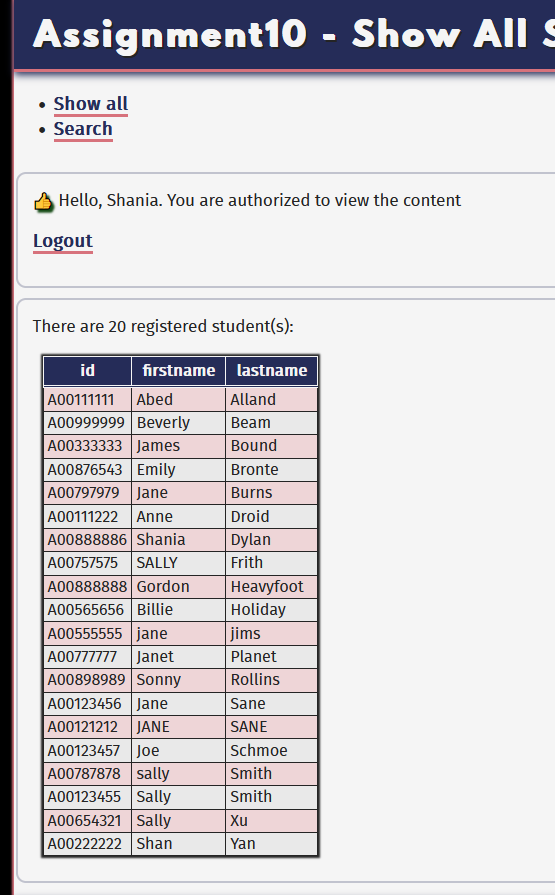 Assignment10 - Show All
Show all
Search
Hello, Shania. You are authorized to view the content
Logout
There are 20 registered student(s):
id firstname lastname
A00111111 Abed Alland
A00999999 Beverly Beam
A00333333 James Bound
A00876543 Emily Bronte
A00797979 Jane Burns
A00111222 Anne Droid
A00888886 Shania Dylan
A00757575 SALLY Frith
A00888888 Gordon Heavyfoot
A00565656 Billie Holiday
A00555555 jane jims
A00777777 Janet Planet
A00898989 Sonny Rollins
A00123456 Jane Sane
A00121212 JANE SANE
A00123457 Joe Schmoe
A00787878 sally Smith
A00123455 Sally Smith
A00654321 Sally Xu
A00222222 Shan Yan